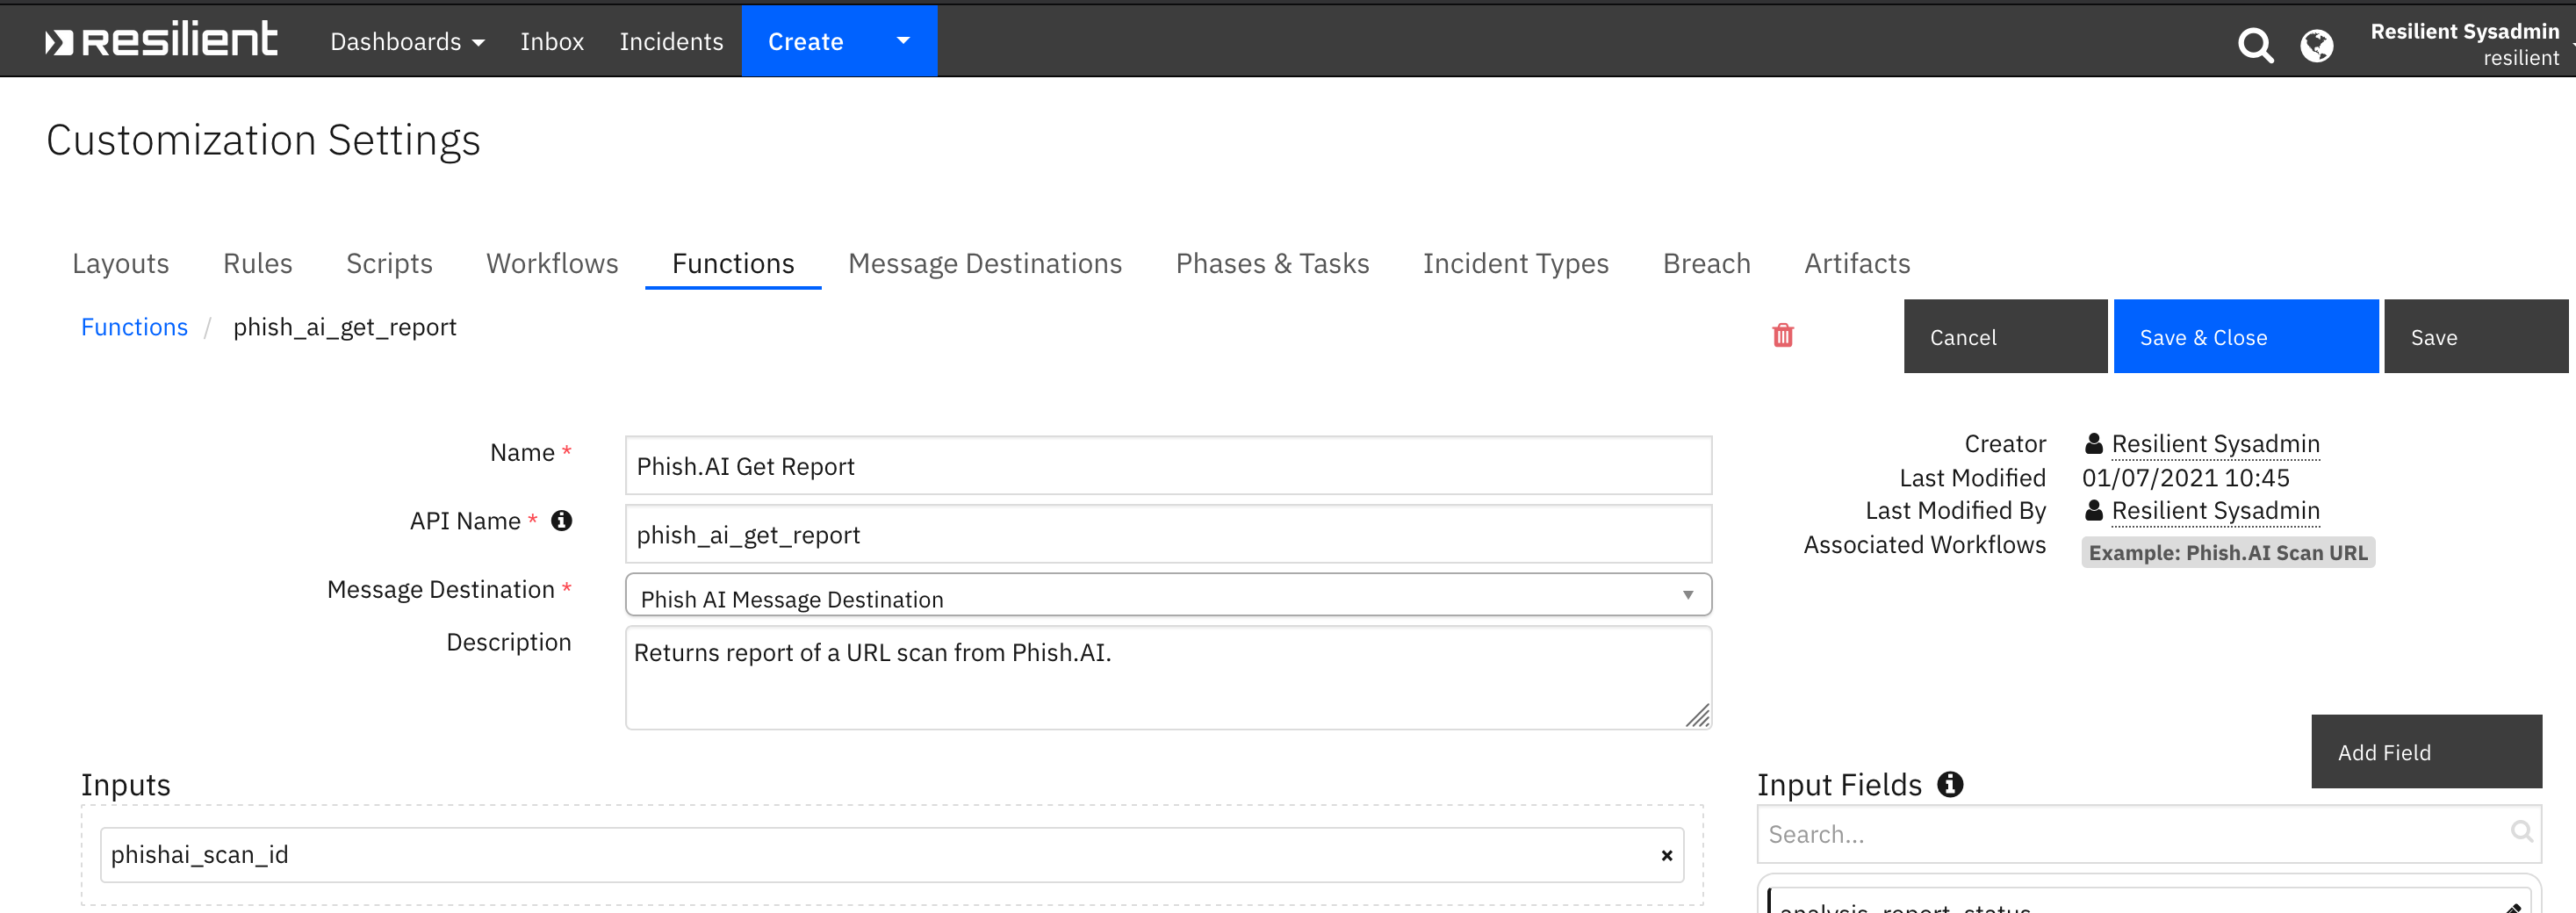 resilient Dashboards Inbox Incidents Create Resilient Sysadmin
resilient
Customization Settings
Layouts Rules Scripts Workflows Functions Message Destinations Phases & Tasks Incident Types Breach Artifacts
Functions / phish_ai_get_report Cancel Save & Close Save
Name * Phish.AI Get Report
API Name * phish_ai_get_report
Message Destination * Phish AI Message Destination
Description Returns report of a URL scan from Phish.AI.
Creator Resilient Sysadmin
Last Modified 01/07/2021 10:45
Last Modified By Resilient Sysadmin
Associated Workflows Example: Phish.AI Scan URL
Add Field
Inputs
phishai_scan_id ×
Input Fields
Search...
analysis_report_status